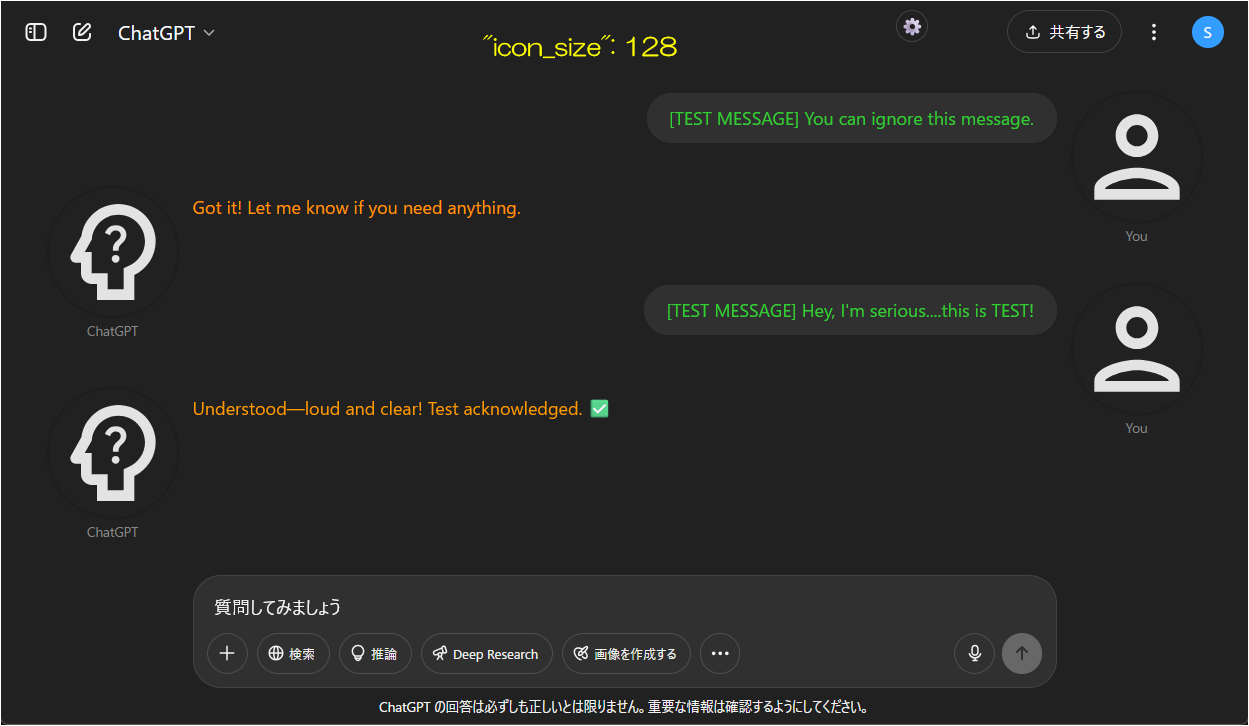 ChatGPT
"icon_size": 128
共有する
S
[TEST MESSAGE] You can ignore this message.
You
Got it! Let me know if you need anything.
?
ChatGPT
[TEST MESSAGE] Hey, I'm serious....this is TEST!
You
Understood—loud and clear! Test acknowledged. ✅
?
ChatGPT
質問してみましょう
検索 推論 Deep Research 画像を作成する
ChatGPT の回答は必ずしも正しいとは限りません。重要な情報は確認するようにしてください。